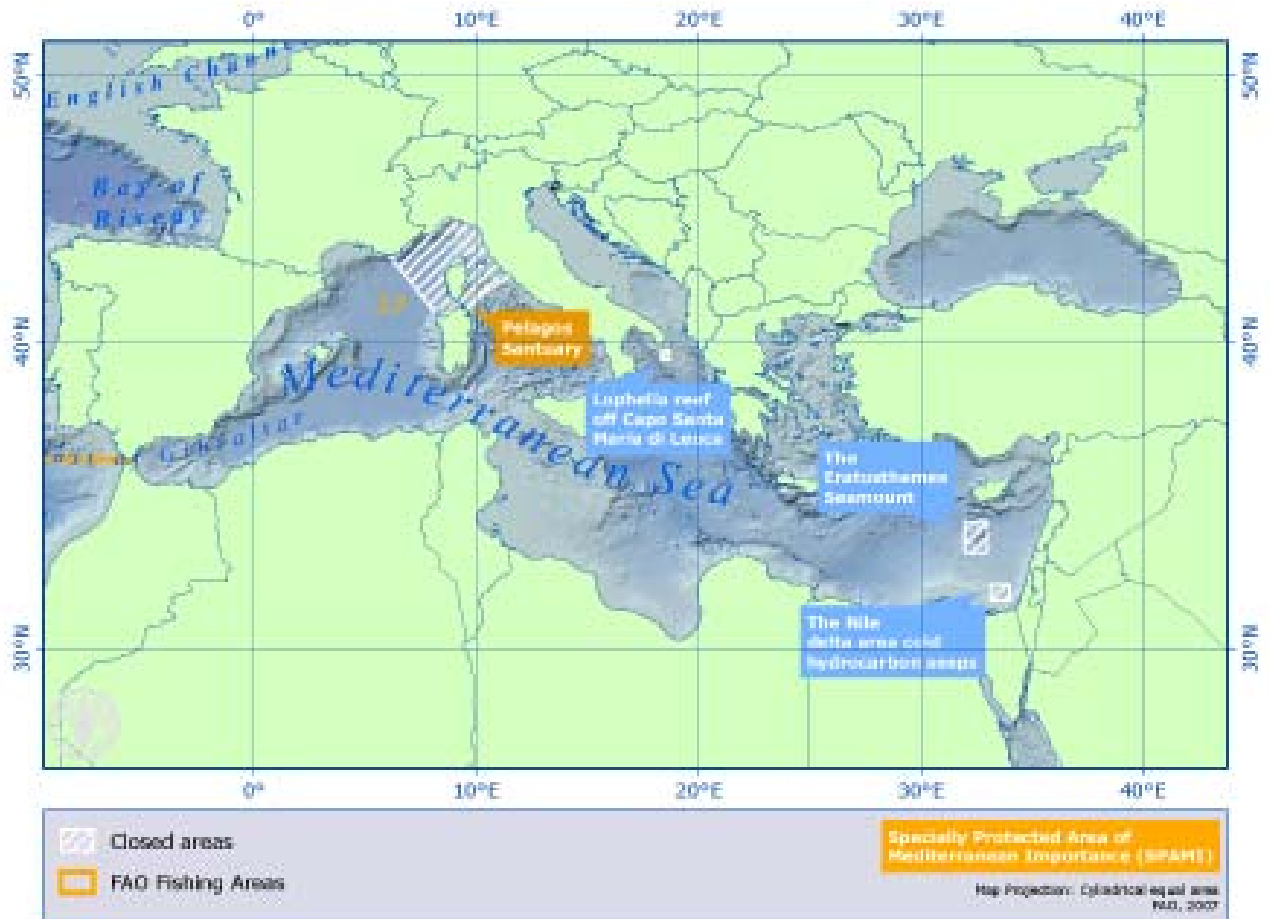 0° 10°E 20°E 30°E 40°E
50°N 50°N
English Channel
Bay of
Biscay
Pelagos
Santuary
40°N 40°N
Mediterranean Sea
Gibraltar
Lophelia reef
off Capo Santa
Maria di Leuca
The
Eratosthemes
Seamount
The Nile
delta area cold
hydrocarbon seeps
30°N 30°N
0° 10°E 20°E 30°E 40°E
Closed areas
FAO Fishing Areas
Specially Protected Area of
Mediterranean Importance (SPAMI)
Map Projection: Cylindrical equal area
FAO, 2007